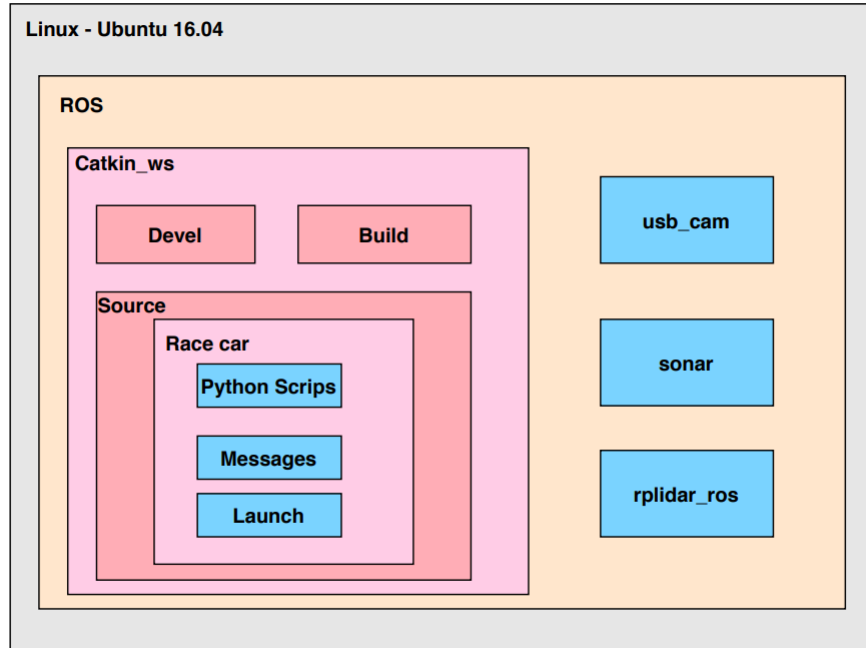 Linux - Ubuntu 16.04
ROS
Catkin_ws
Devel
Build
Source
Race car
Python Scrips
Messages
Launch
usb_cam
sonar
rplidar_ros